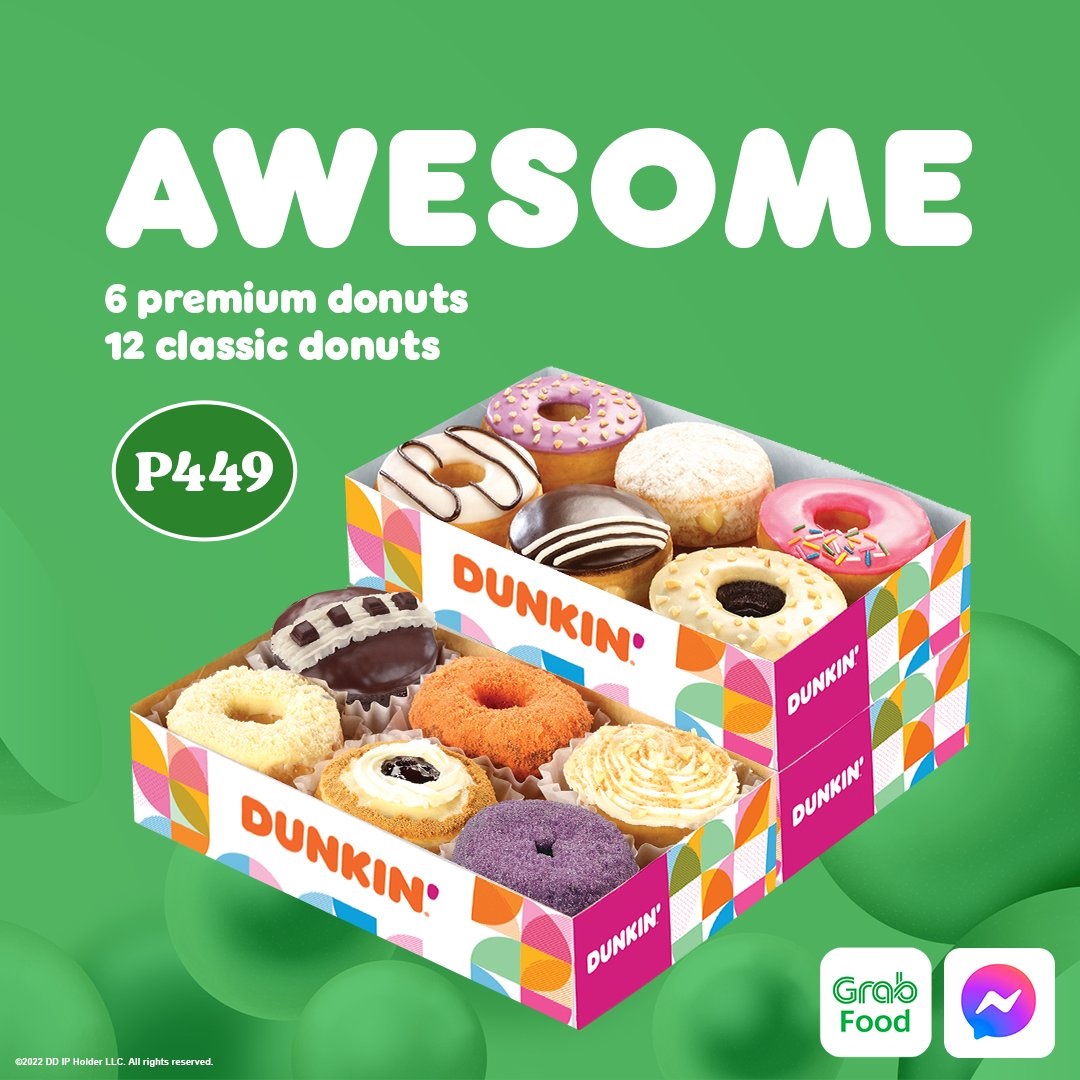 AWESOME
6 premium donuts
12 classic donuts
P449
DUNKIN'
DUNKIN'
DUNKIN'
DUNKIN'
DUNKIN'
Grab
Food
©2022 DD IP Holder LLC. All rights reserved.